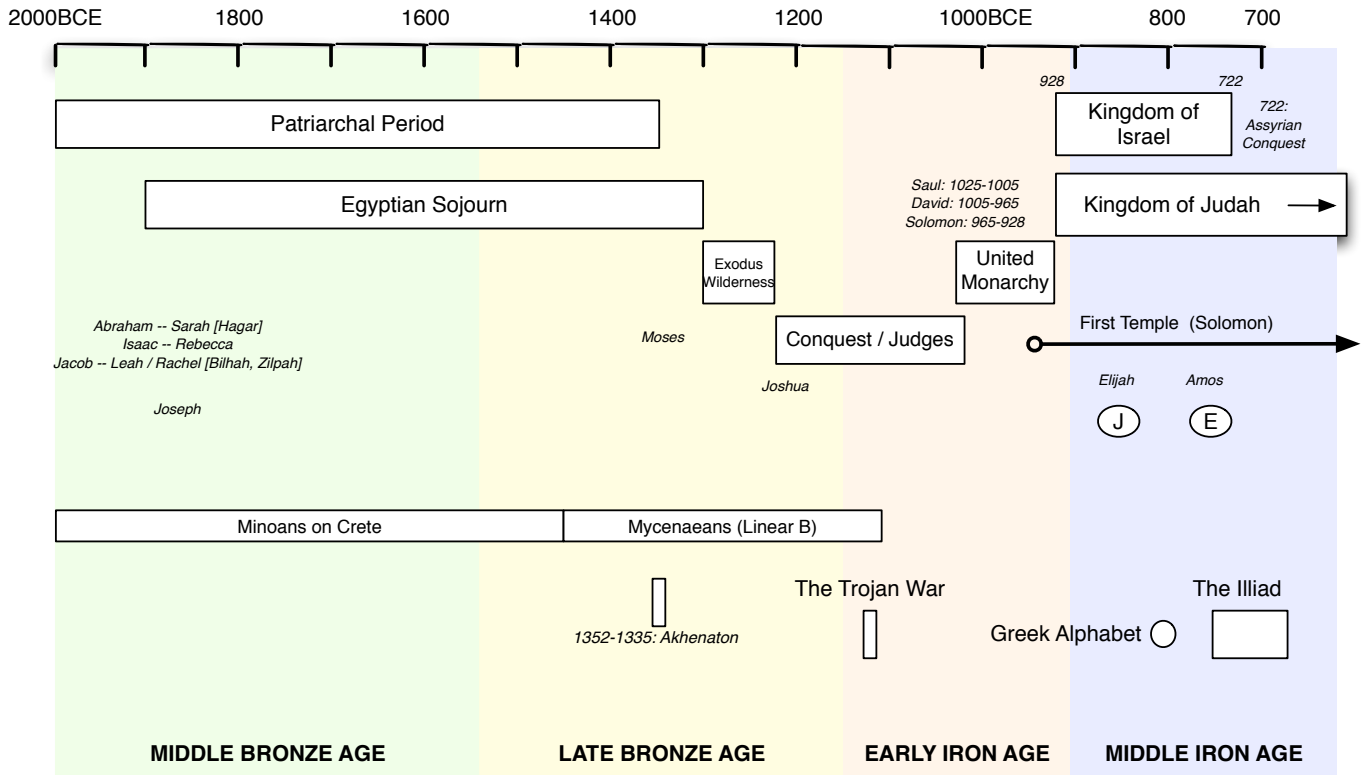 2000BCE 1800 1600 1400 1200 1000BCE 800 700
928 722
Patriarchal Period
Kingdom of
Israel
722:
Assyrian
Conquest
Egyptian Sojourn
Saul: 1025-1005
David: 1005-965
Solomon: 965-928
Kingdom of Judah
Exodus
Wilderness
United
Monarchy
Abraham -- Sarah [Hagar]
Isaac -- Rebecca
Jacob -- Leah / Rachel [Bilhah, Zilpah]
Joseph
Moses
Conquest / Judges
Joshua
First Temple (Solomon)
Elijah Amos
J E
Minoans on Crete
Mycenaeans (Linear B)
1352-1335: Akhenaton
The Trojan War
The Illiad
Greek Alphabet
MIDDLE BRONZE AGE LATE BRONZE AGE EARLY IRON AGE MIDDLE IRON AGE